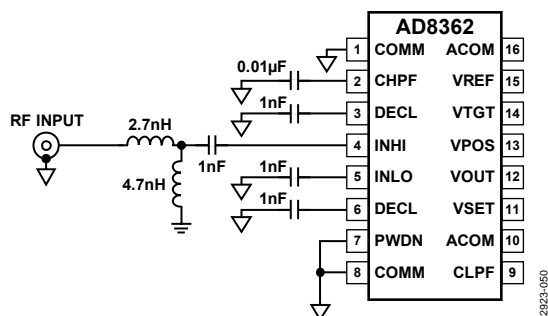 AD8362
1 COMM ACOM 16
0.01µF
2 CHPF VREF 15
1nF
3 DECL VTGT 14
RF INPUT
2.7nH
4 INHI VPOS 13
1nF
4.7nH
1nF
5 INLO VOUT 12
1nF
6 DECL VSET 11
7 PWDN ACOM 10
8 COMM CLPF 9
2923-050